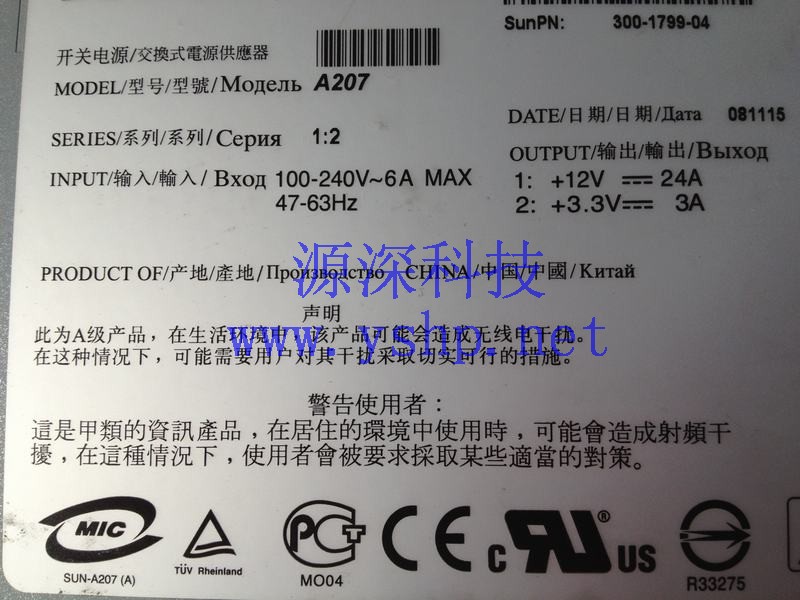 SunPN: 300-1799-04
开关电源/交换式電源供應器
MODEL/型号/型號/Модель A207
DATE/日期/日期/Дата 081115
SERIES/系列/系列/Серия 1:2
OUTPUT/输出/輸出/Выход
INPUT/输入/輸入/Вход 100-240V~6A MAX
1: +12V ⎓ 24A
47-63Hz
2: +3.3V⎓ 3A
源深科技
PRODUCT OF/产地/產地/Производство CHINA/中国/中國/Китай
声明
www.yshp.net
此为A级产品，在生活环境中，该产品可能会造成无线电干扰。
在这种情况下，可能需要用户对其干扰采取切实可行的措施。
警告使用者：
這是甲類的資訊產品，在居住的環境中使用時，可能會造成射頻干
擾，在這種情況下，使用者會被要求採取某些適當的對策。
MIC
SUN-A207 (A)
TÜV Rheinland
PCT
MO04
CE
c RU ® US
R33275